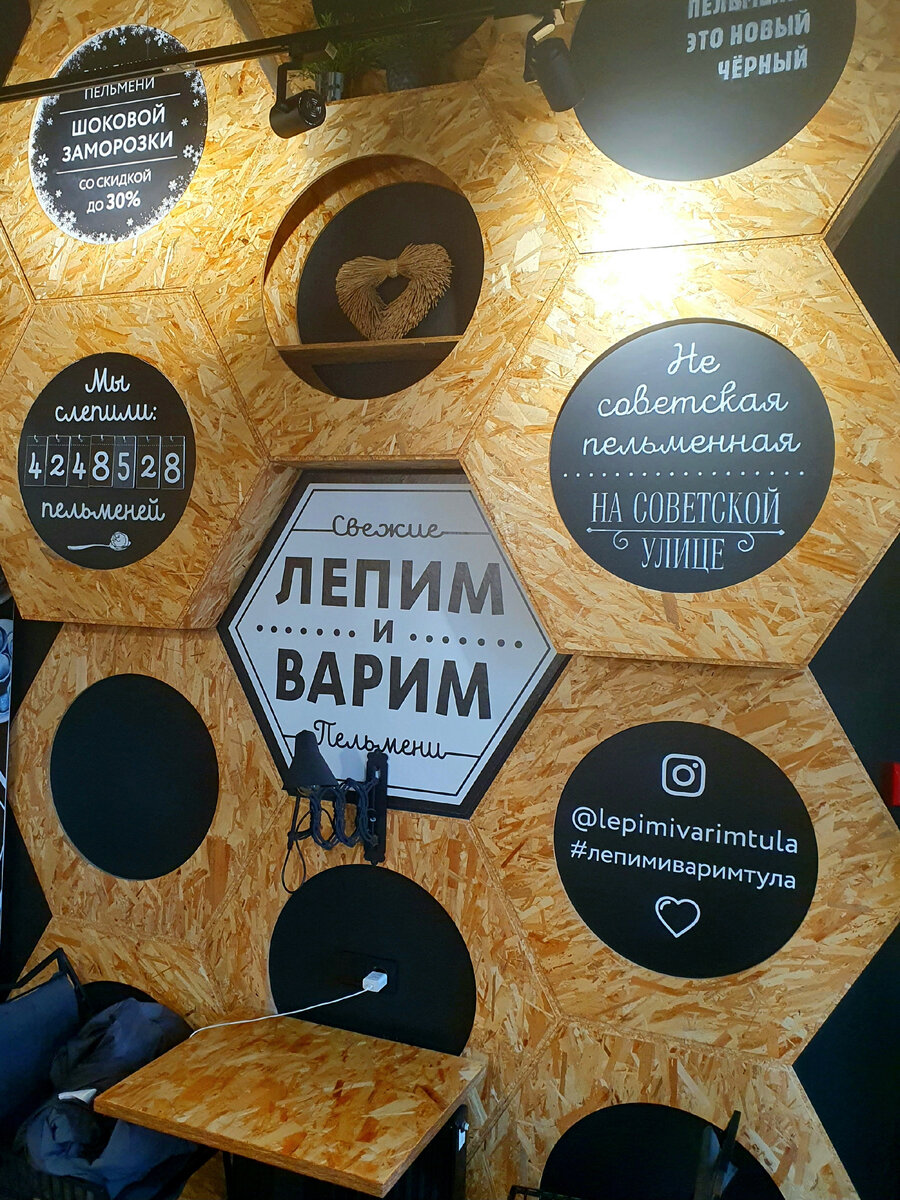 ПЕЛЬМЕНИ
ШОКОВОЙ
ЗАМОРОЗКИ
СО СКИДКОЙ
ДО 30%
ЭТО НОВЫЙ
ЧЁРНЫЙ
Мы
слепили:
4248528
пельменей
Не
советская
пельменная
НА СОВЕТСКОЙ
УЛИЦЕ
Свежие
ЛЕПИМ
И
ВАРИМ
Пельмени
@lepimivarimtula
#лепимиваримтула